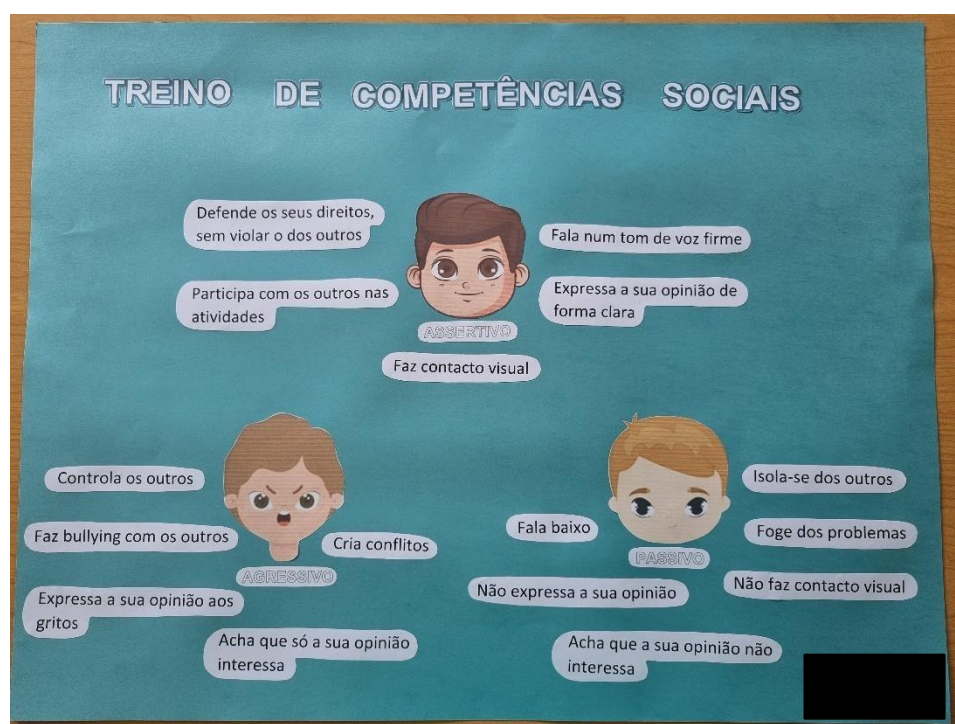 TREINO DE COMPETÊNCIAS SOCIAIS
Defende os seus direitos,
sem violar o dos outros
Participa com os outros nas
atividades
Fala num tom de voz firme
Expressa a sua opinião de
forma clara
ASSERTIVO
Faz contacto visual
Controla os outros
Faz bullying com os outros
Cria conflitos
AGRESSIVO
Expressa a sua opinião aos
gritos
Acha que só a sua opinião
interessa
Isola-se dos outros
Fala baixo
Foge dos problemas
PASSIVO
Não expressa a sua opinião
Não faz contacto visual
Acha que a sua opinião não
interessa